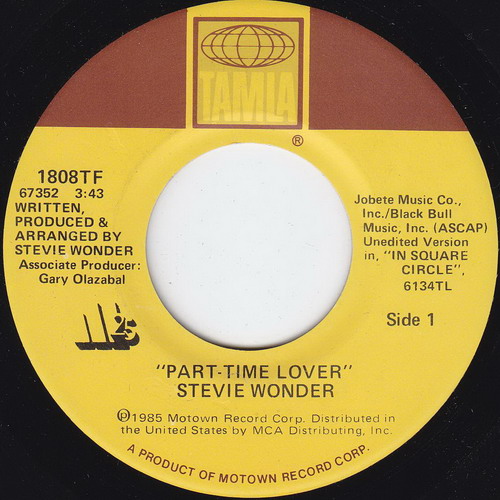 TAMLA
®
1808TF
67352 3:43
WRITTEN,
PRODUCED &
ARRANGED BY
STEVIE WONDER
Associate Producer:
Gary Olazabal
Jobete Music Co.,
Inc./Black Bull
Music, Inc. (ASCAP)
Unedited Version
in, "IN SQUARE
CIRCLE",
6134TL
Side 1
"PART-TIME LOVER"
STEVIE WONDER
℗1985 Motown Record Corp. Distributed in
the United States by MCA Distributing, Inc.
A PRODUCT OF MOTOWN RECORD CORP.